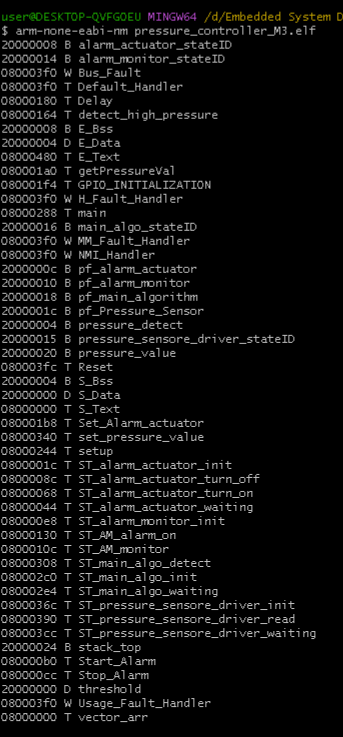 user@DESKTOP-QVFGOEU MINGW64 /d/Embedded System D
$ arm-none-eabi-nm pressure_controller_M3.elf
20000008 B alarm_actuator_stateID
20000014 B alarm_monitor_stateID
080003f0 W Bus_Fault
080003f0 T Default_Handler
08000180 T Delay
08000164 T detect_high_pressure
20000008 B E_Bss
20000004 D E_Data
08000480 T E_Text
080001a0 T getPressureVal
080001f4 T GPIO_INITIALIZATION
080003f0 W H_Fault_Handler
08000288 T main
20000016 B main_algo_stateID
080003f0 W MM_Fault_Handler
080003f0 W NMI_Handler
2000000c B pf_alarm_actuator
20000010 B pf_alarm_monitor
20000018 B pf_main_algorithm
2000001c B pf_Pressure_Sensor
20000004 B pressure_detect
20000015 B pressure_sensore_driver_stateID
20000020 B pressure_value
080003fc T Reset
20000004 B S_Bss
20000000 D S_Data
08000000 T S_Text
080001b8 T Set_Alarm_actuator
08000340 T set_pressure_value
08000244 T setup
0800001c T ST_alarm_actuator_init
0800008c T ST_alarm_actuator_turn_off
08000068 T ST_alarm_actuator_turn_on
08000044 T ST_alarm_actuator_waiting
080000e8 T ST_alarm_monitor_init
08000130 T ST_AM_alarm_on
0800010c T ST_AM_monitor
08000308 T ST_main_algo_detect
080002c0 T ST_main_algo_init
080002e4 T ST_main_algo_waiting
0800036c T ST_pressure_sensore_driver_init
08000390 T ST_pressure_sensore_driver_read
080003cc T ST_pressure_sensore_driver_waiting
20000024 B stack_top
080000b0 T Start_Alarm
080000cc T Stop_Alarm
20000000 D threshold
080003f0 W Usage_Fault_Handler
08000000 T vector_arr